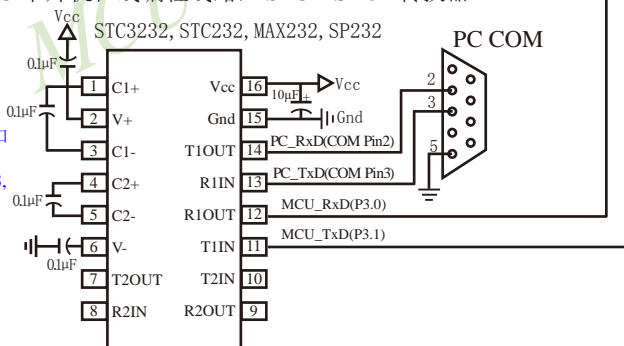 STC3232, STC232, MAX232, SP232
PC COM
Vcc
0.1μF
MCU
0.1μF
1 C1+
2 V+
3 C1-
4 C2+
5 C2-
6 V-
7 T2OUT
8 R2IN
0.1μF
0.1μF
Vcc 16
Gnd 15
T1OUT 14
R1IN 13
R1OUT 12
T1IN 11
T2IN 10
R2OUT 9
Vcc
10μF +
Gnd
PC_RxD(COM Pin2)
PC_TxD(COM Pin3)
MCU_RxD(P3.0)
MCU_TxD(P3.1)
2
3
5